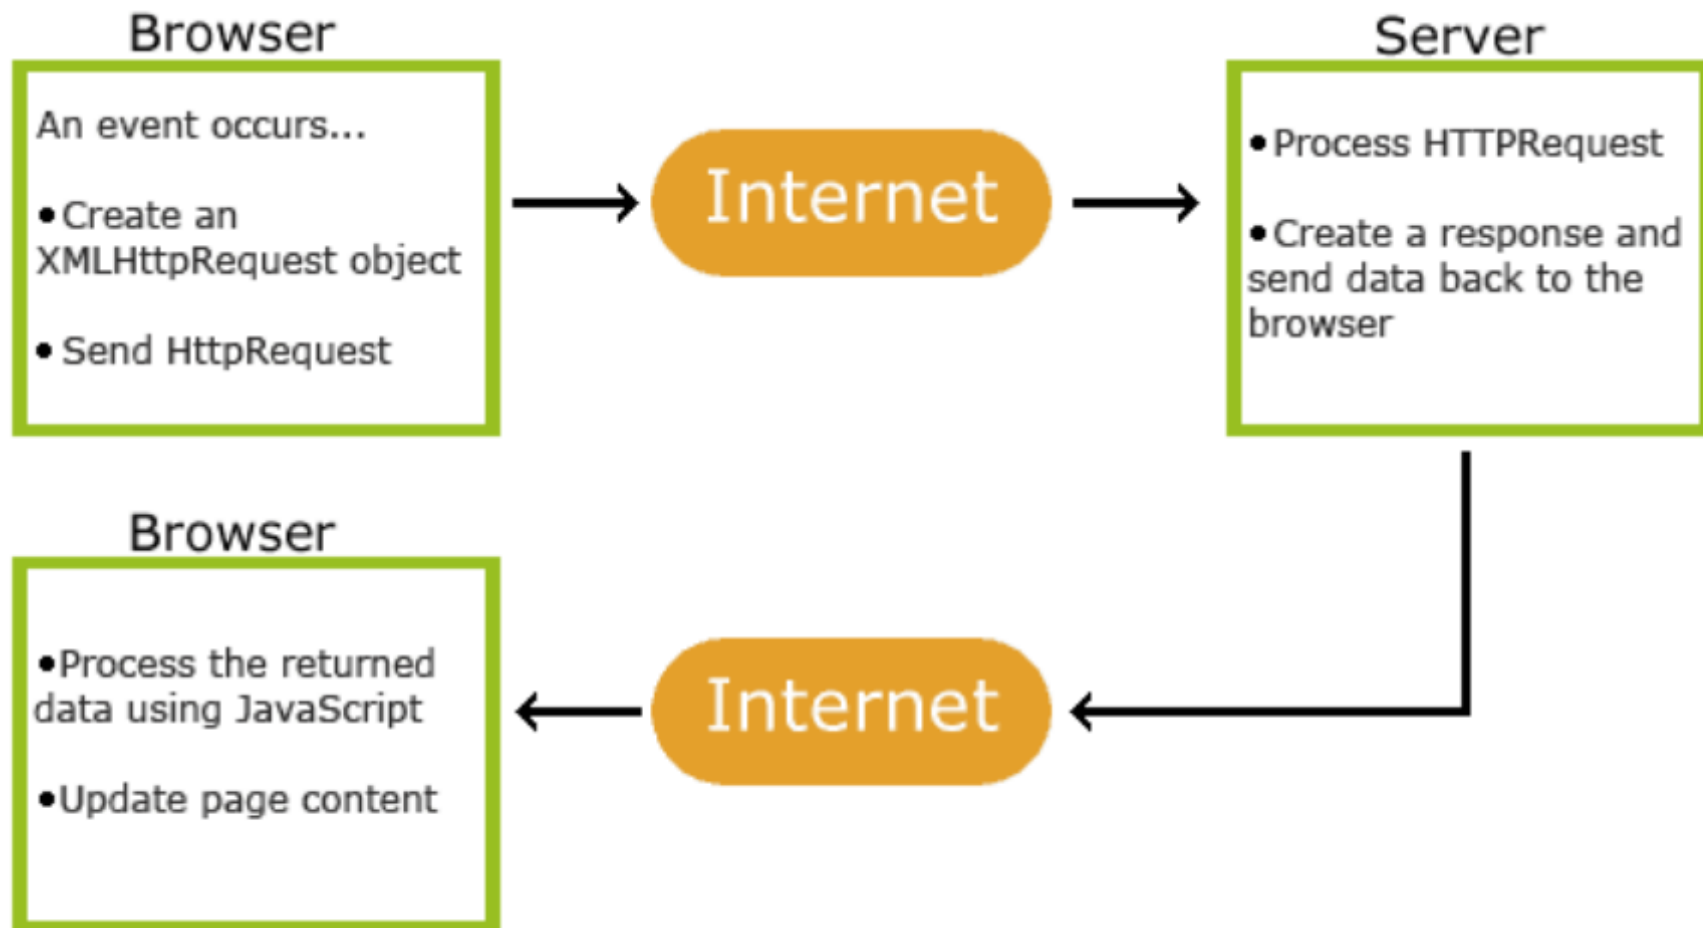 Browser
An event occurs...
•Create an
XMLHttpRequest object
• Send HttpRequest
Internet
Server
•Process HTTPRequest
•Create a response and
send data back to the
browser
Browser
•Process the returned
data using JavaScript
•Update page content
Internet